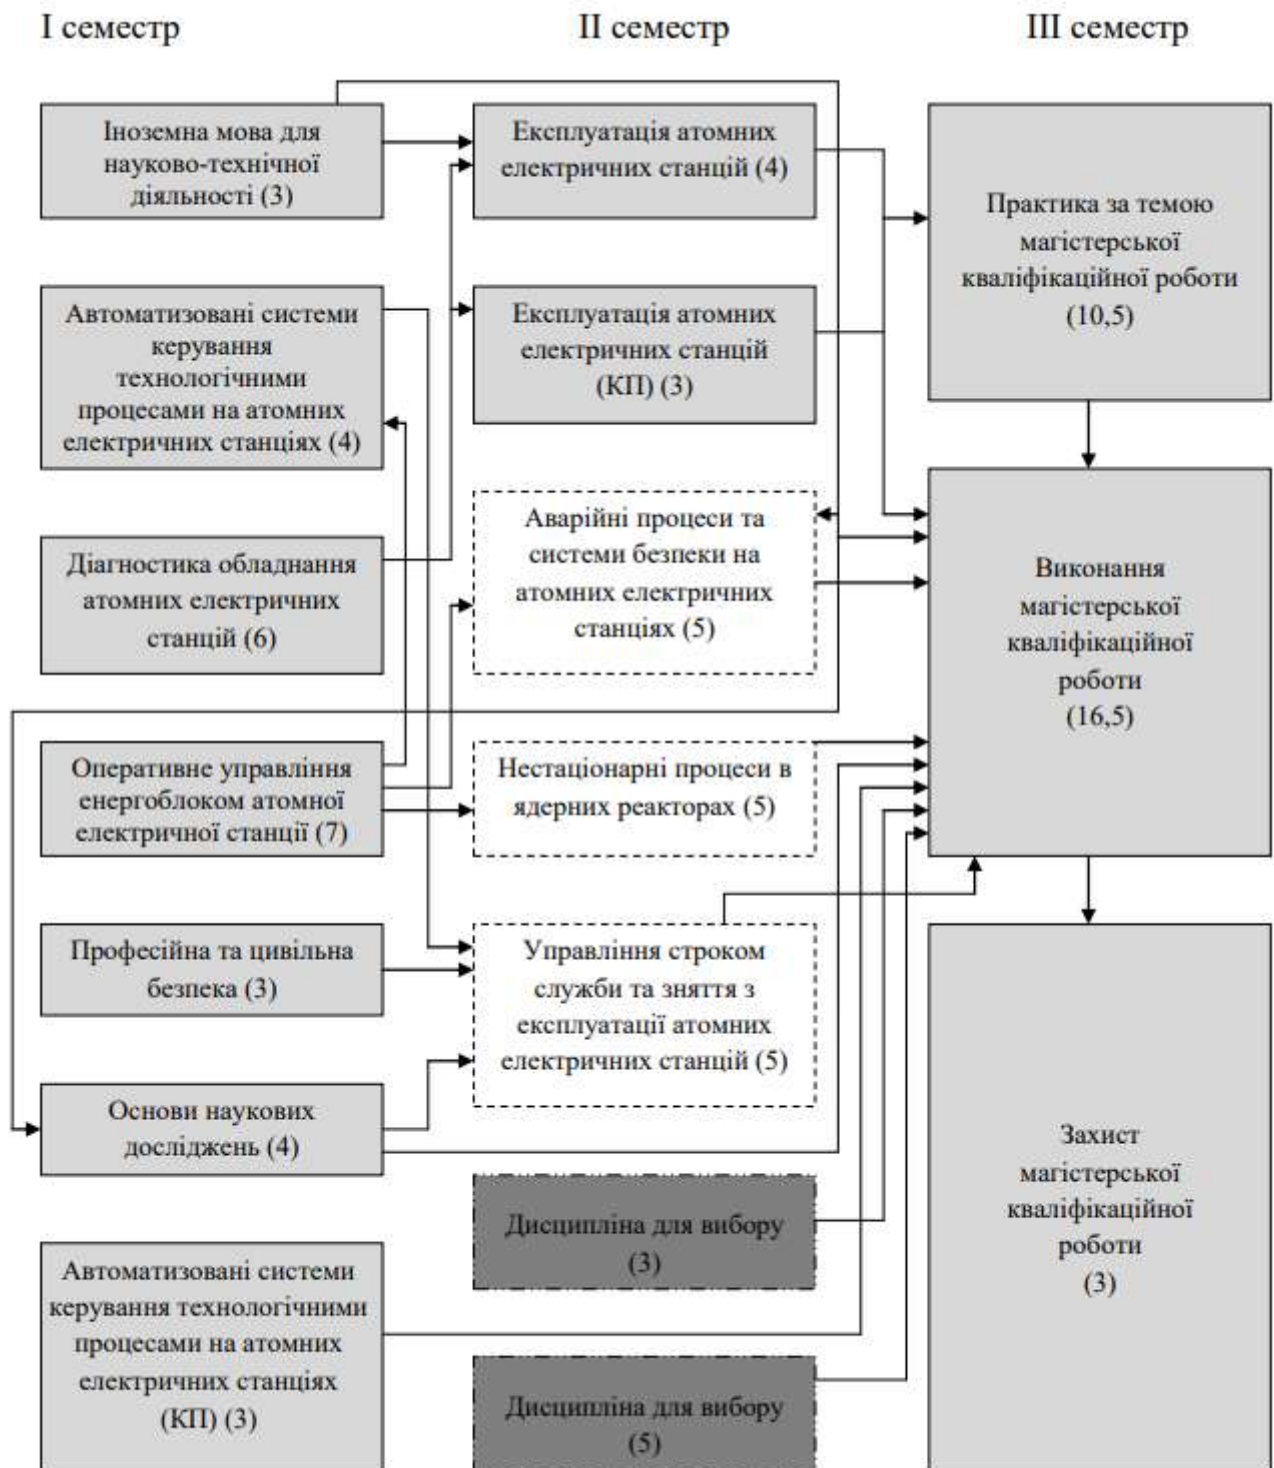 I семестр
II семестр
III семестр
Іноземна мова для
науково-технічної
діяльності (3)
Автоматизовані системи
керування
технологічними
процесами на атомних
електричних станціях (4)
Діагностика обладнання
атомних електричних
станцій (6)
Оперативне управління
енергоблоком атомної
електричної станції (7)
Професійна та цивільна
безпека (3)
Основи наукових
досліджень (4)
Автоматизовані системи
керування технологічними
процесами на атомних
електричних станціях
(КП) (3)
Експлуатація атомних
електричних станцій (4)
Експлуатація атомних
електричних станцій
(КП) (3)
Аварійні процеси та
системи безпеки на
атомних електричних
станціях (5)
Нестаціонарні процеси в
ядерних реакторах (5)
Управління строком
служби та зняття з
експлуатації атомних
електричних станцій (5)
Дисципліна для вибору
(3)
Дисципліна для вибору
(5)
Практика за темою
магістерської
кваліфікаційної роботи
(10,5)
Виконання
магістерської
кваліфікаційної
роботи
(16,5)
Захист
магістерської
кваліфікаційної
роботи
(3)